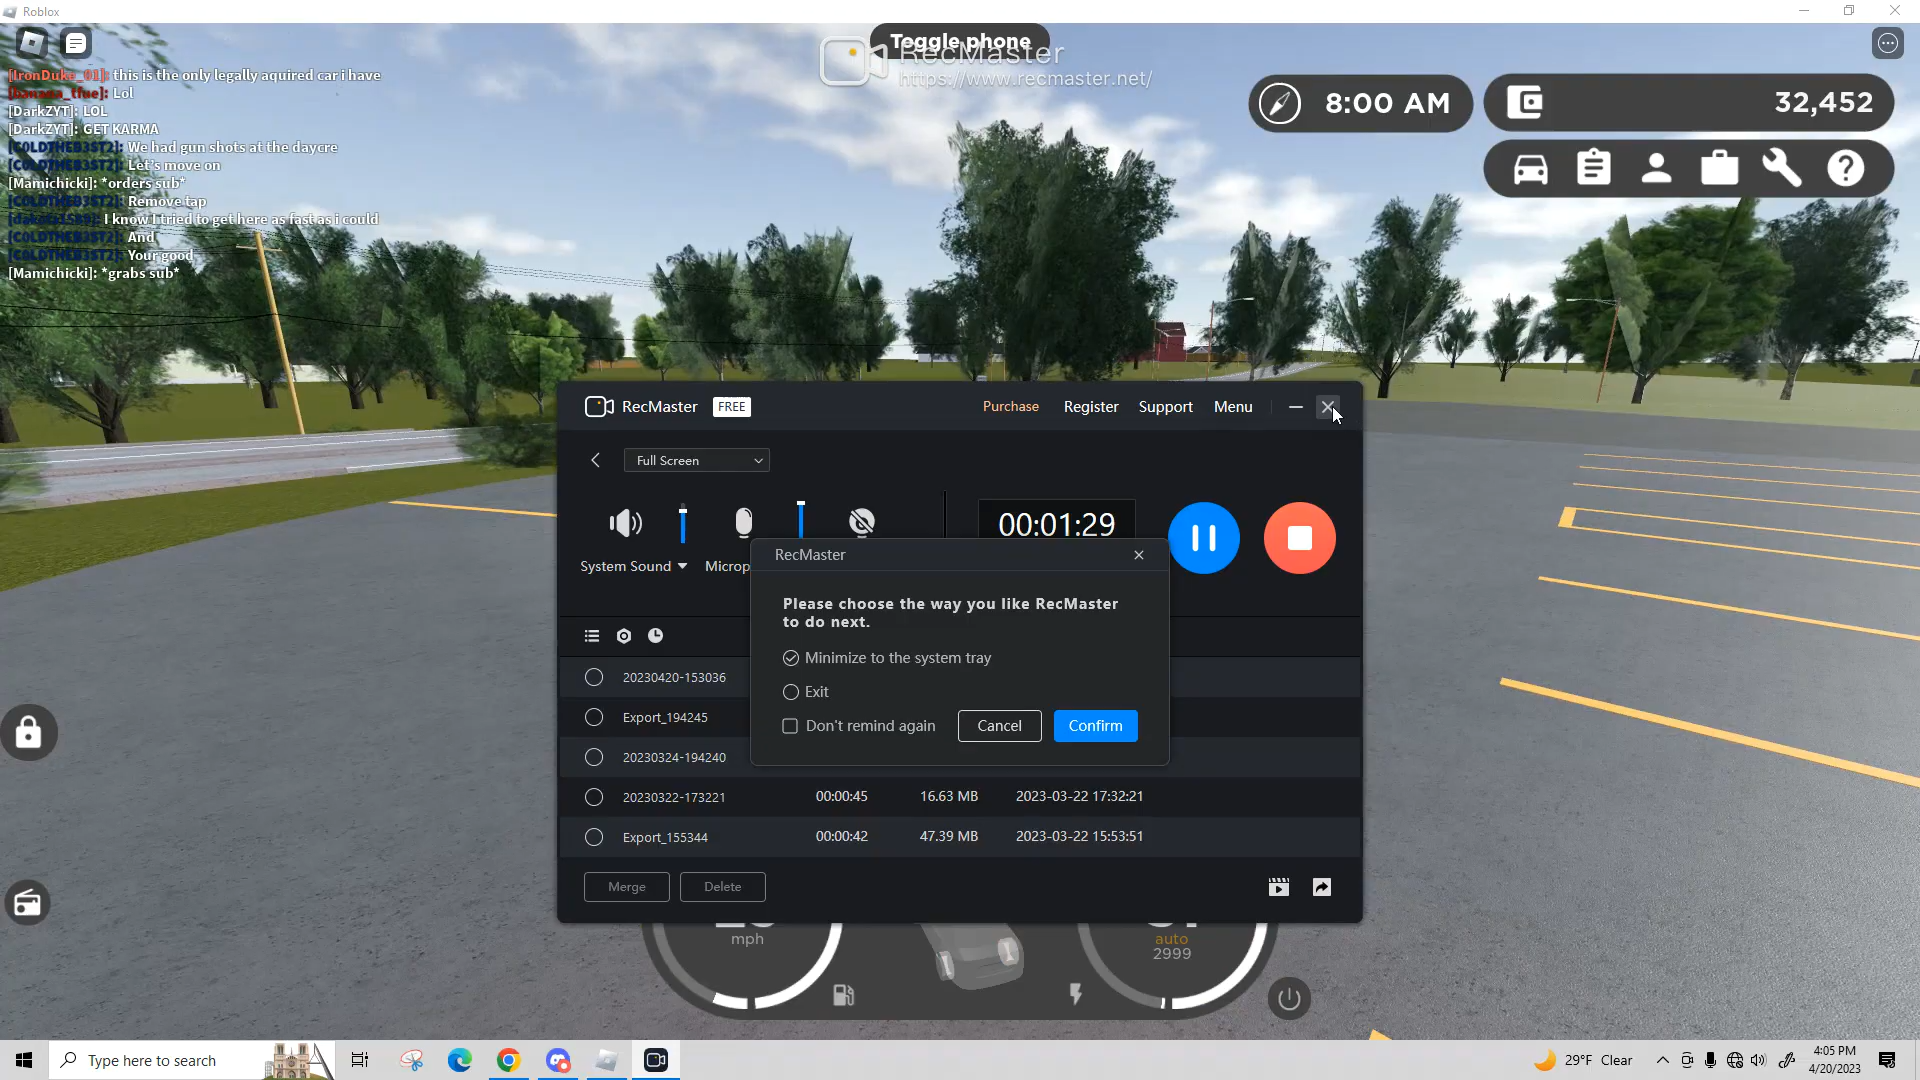 Roblox
Toggle phone
RecMaster
https://www.recmaster.net/
[IronDuke_01]: this is the only legally aquired car i have
[banana_tfue]: Lol
[DarkZYT]: LOL
[DarkZYT]: GET KARMA
[C0LDTHEB3ST2]: We had gun shots at the daycre
[C0LDTHEB3ST2]: Let's move on
[Mamichicki]: *orders sub*
[C0LDTHEB3ST2]: Remove tap
I know I tried to get here as fast as i could
[C0LDTHEB3ST2]: And
[C0LDTHEB3ST2]: Your good
[Mamichicki]: *grabs sub*
8:00 AM
32,452
RecMaster FREE
Purchase Register Support Menu
Full Screen
00:01:29
System Sound
Microp
RecMaster
Please choose the way you like RecMaster
to do next.
Minimize to the system tray
Exit
Don't remind again
Cancel
Confirm
20230420-153036
Export_194245
20230324-194240
20230322-173221 00:00:45 16.63 MB 2023-03-22 17:32:21
Export_155344 00:00:42 47.39 MB 2023-03-22 15:53:51
Merge
Delete
mph
auto
2999
Type here to search
29°F Clear
4:05 PM
4/20/2023